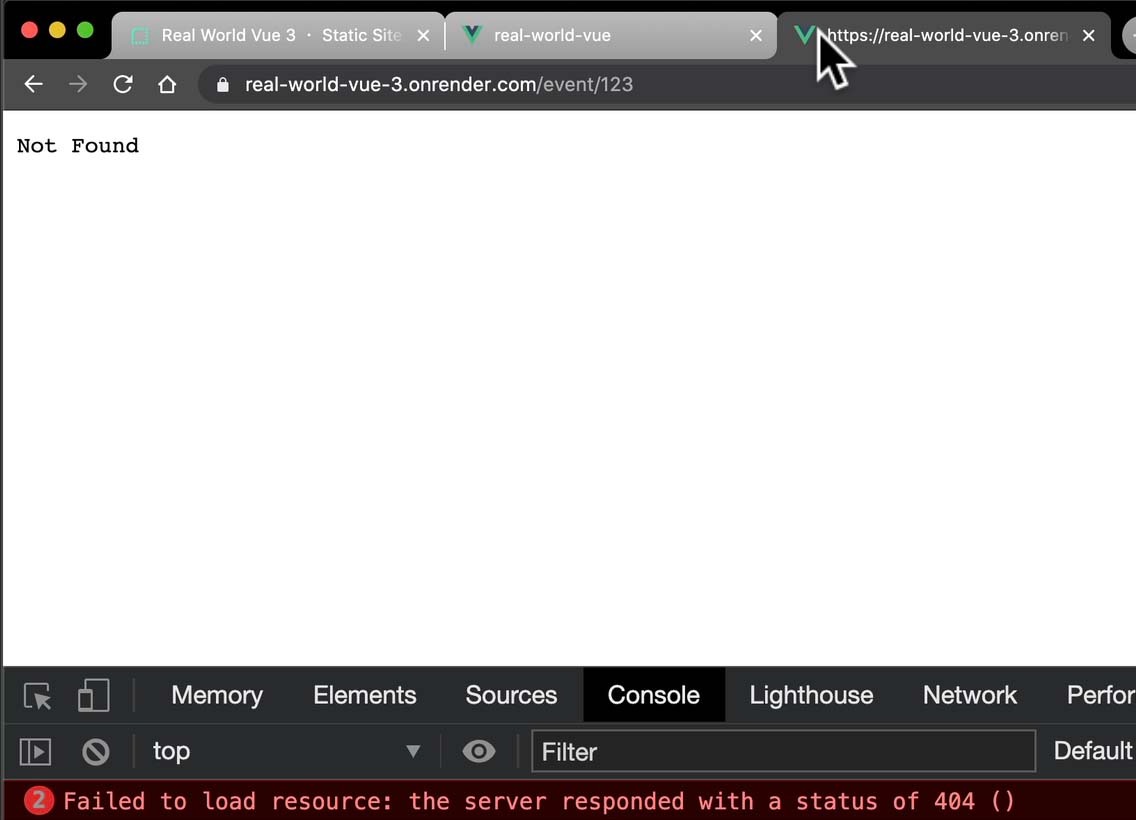 Real World Vue 3 · Static Site
real-world-vue
https://real-world-vue-3.onren
real-world-vue-3.onrender.com/event/123
Not Found
Memory Elements Sources Console Lighthouse Network Perfor
top Filter Default
2 Failed to load resource: the server responded with a status of 404 ()